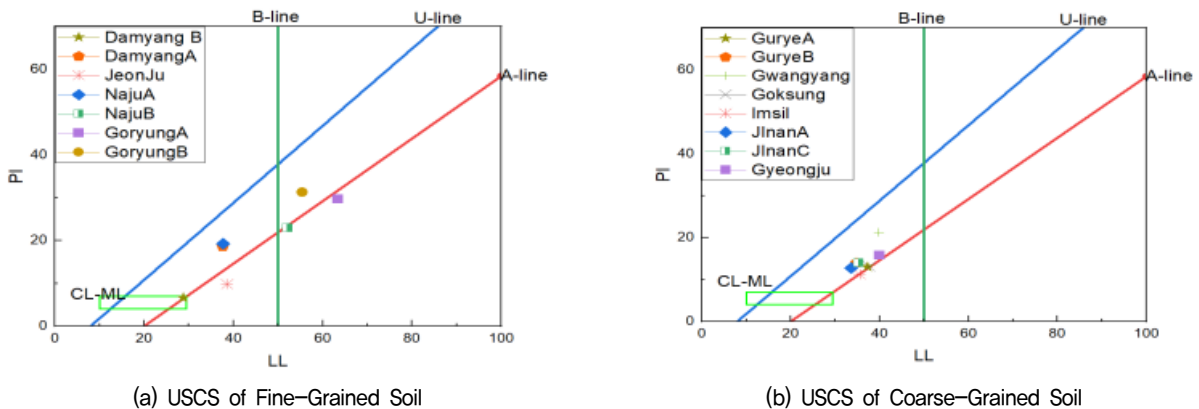 B-line
U-line
A-line
Damyang B
DamyangA
JeonJu
NajuA
NajuB
GoryungA
GoryungB
CL-ML
PI
60
40
20
0
0
20
40
60
80
100
LL
(a) USCS of Fine-Grained Soil
B-line
U-line
A-line
GuryeA
GuryeB
Gwangyang
Goksung
Imsil
JInanA
JInanC
Gyeongju
CL-ML
PI
60
40
20
0
0
20
40
60
80
100
LL
(b) USCS of Coarse-Grained Soil